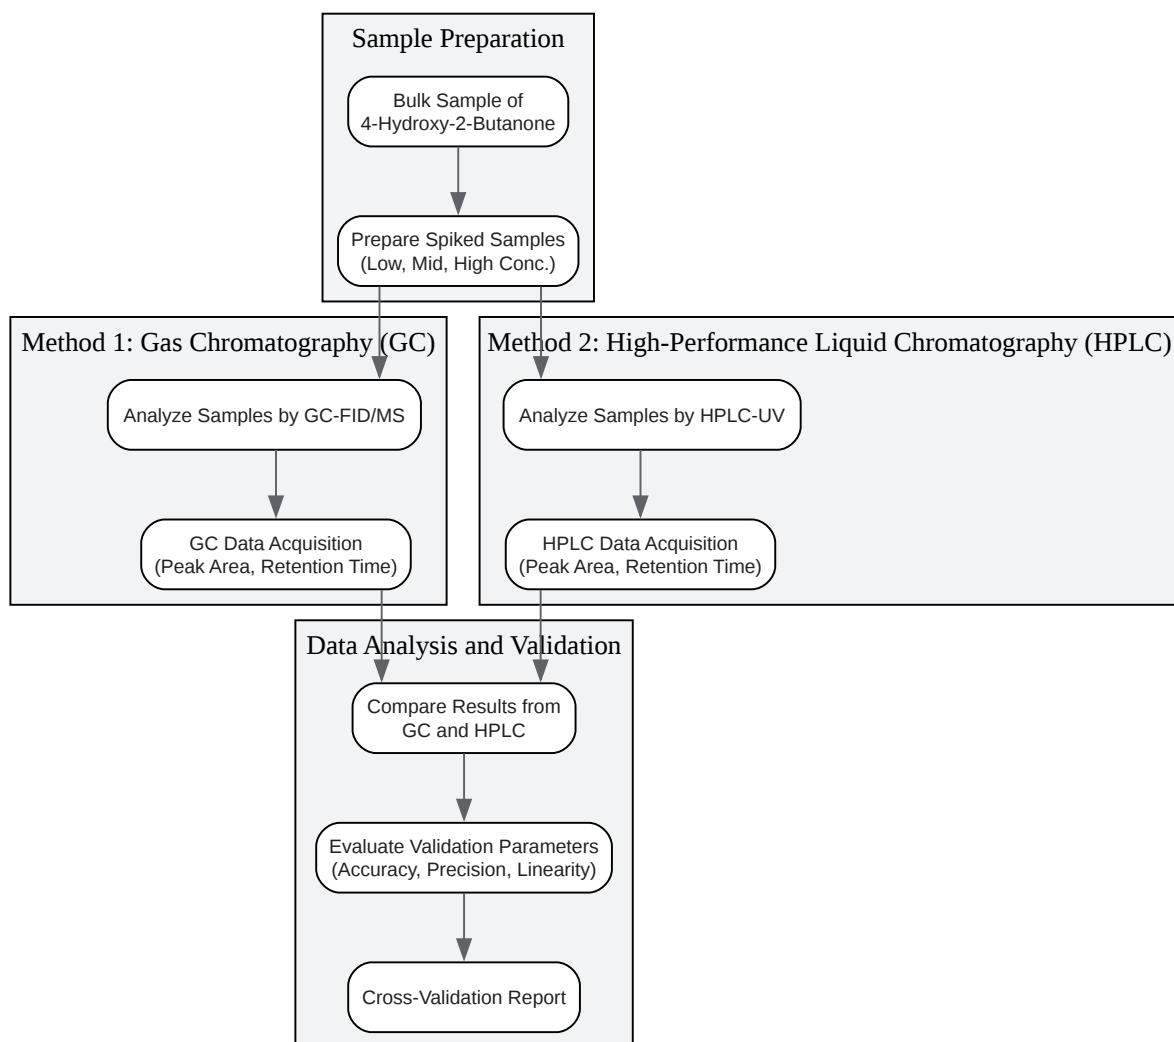 Sample Preparation
Bulk Sample of
4-Hydroxy-2-Butanone
Prepare Spiked Samples
(Low, Mid, High Conc.)
Method 1: Gas Chromatography (GC)
Analyze Samples by GC-FID/MS
GC Data Acquisition
(Peak Area, Retention Time)
Method 2: High-Performance Liquid Chromatography (HPLC)
Analyze Samples by HPLC-UV
HPLC Data Acquisition
(Peak Area, Retention Time)
Data Analysis and Validation
Compare Results from
GC and HPLC
Evaluate Validation Parameters
(Accuracy, Precision, Linearity)
Cross-Validation Report